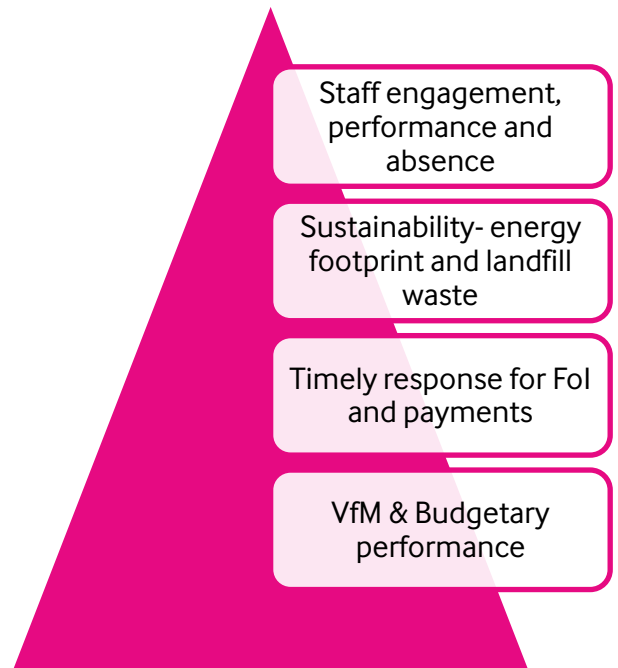 Staff engagement,
performance and
absence
Sustainability- energy
footprint and landfill
waste
Timely response for FoI
and payments
VfM & Budgetary
performance